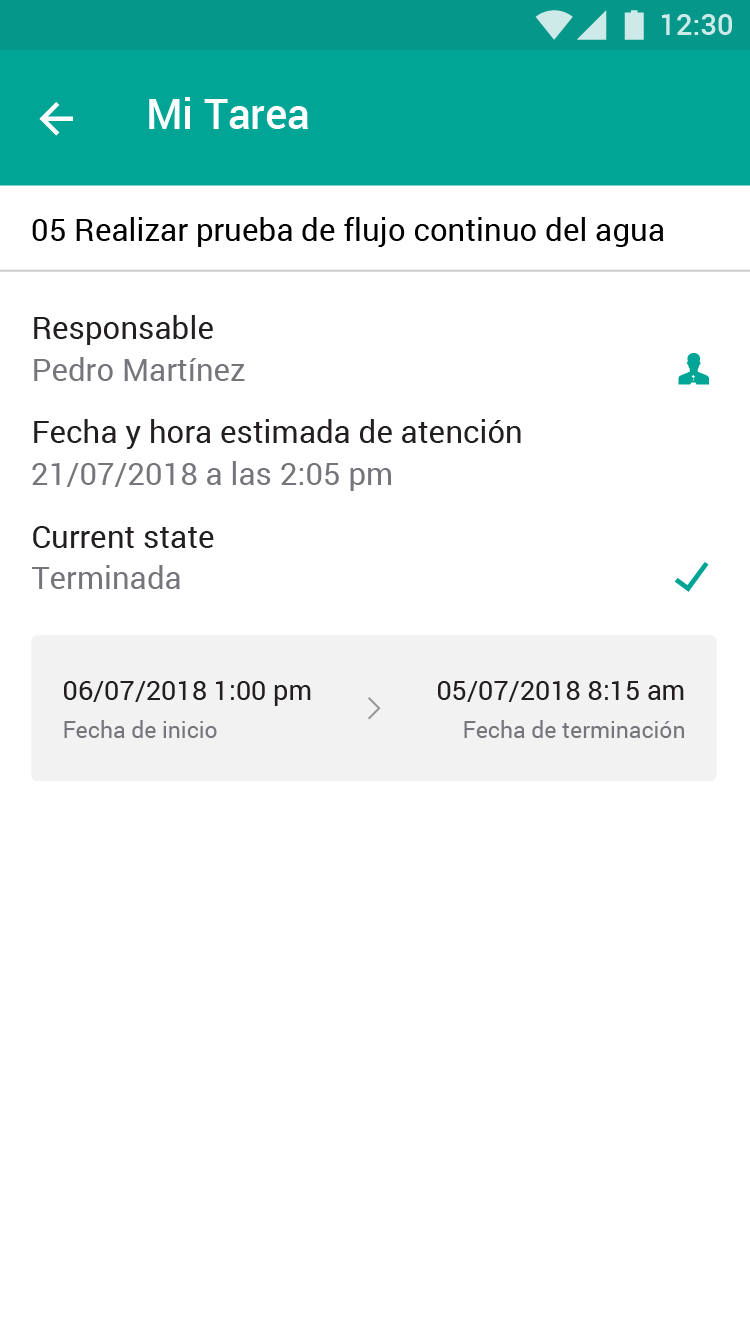 12:30
Mi Tarea
05 Realizar prueba de flujo continuo del agua
Responsable
Pedro Martínez
Fecha y hora estimada de atención
21/07/2018 a las 2:05 pm
Current state
Terminada
06/07/2018 1:00 pm
Fecha de inicio
05/07/2018 8:15 am
Fecha de terminación